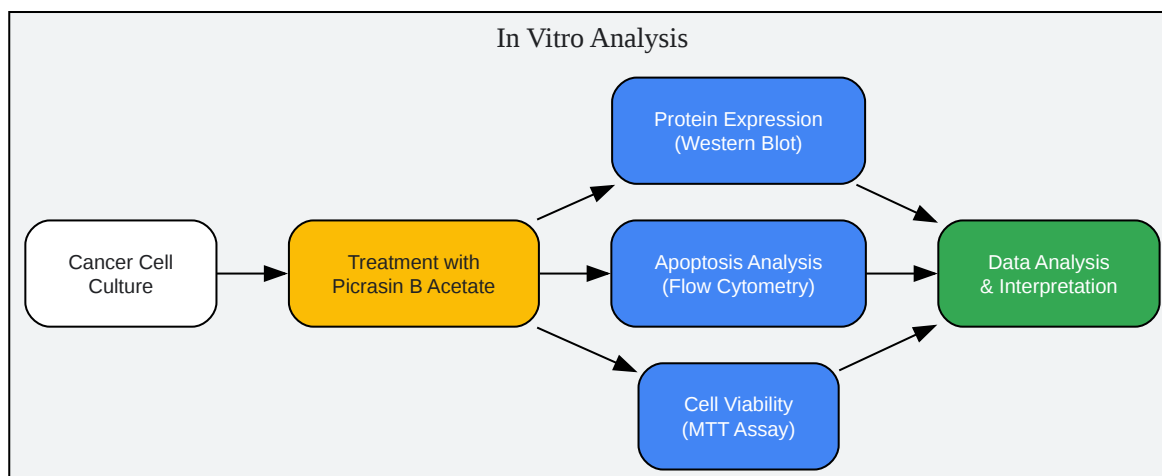 In Vitro Analysis
Protein Expression
(Western Blot)
Cancer Cell
Culture
Treatment with
Picrasin B Acetate
Apoptosis Analysis
(Flow Cytometry)
Data Analysis
& Interpretation
Cell Viability
(MTT Assay)